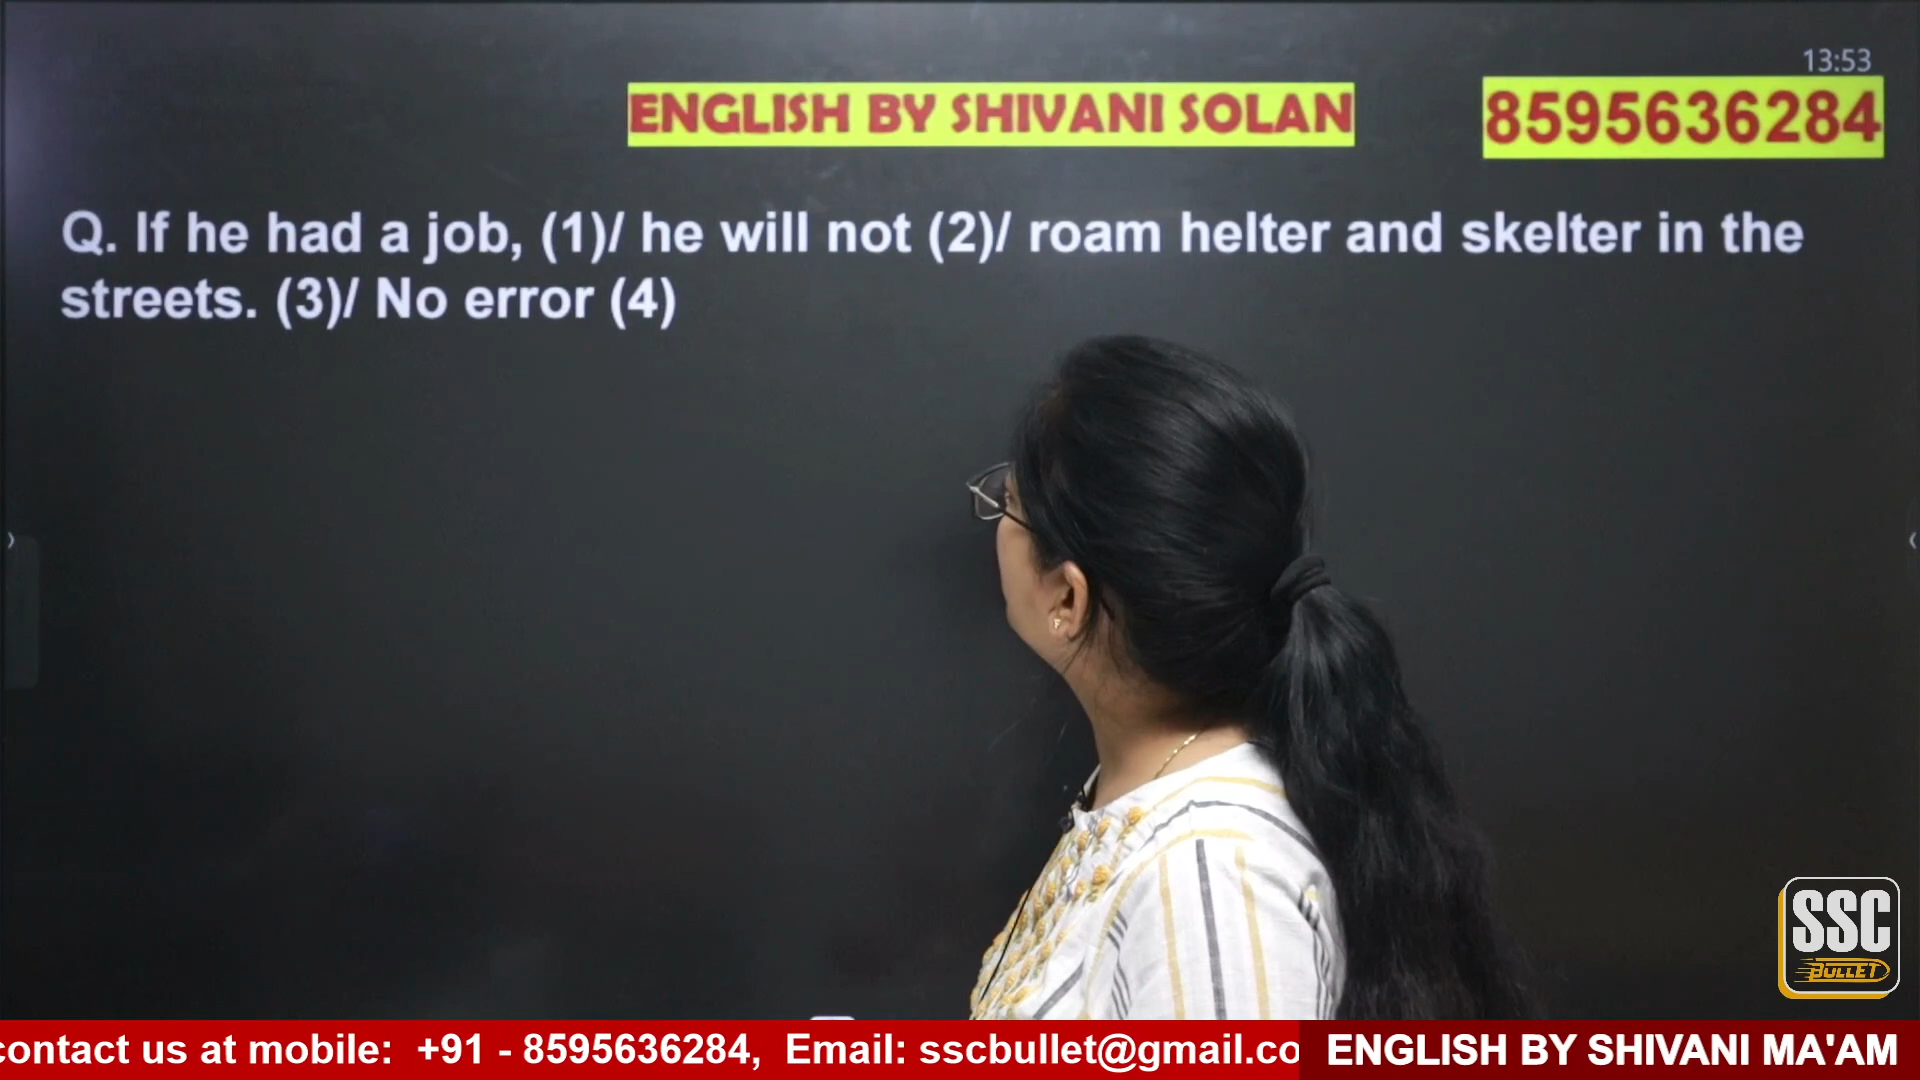 13:53
ENGLISH BY SHIVANI SOLAN
8595636284
Q. If he had a job, (1)/ he will not (2)/ roam helter and skelter in the
streets. (3)/ No error (4)
SSC
BULLET
contact us at mobile: +91 - 8595636284, Email: sscbullet@gmail.co
ENGLISH BY SHIVANI MA'AM